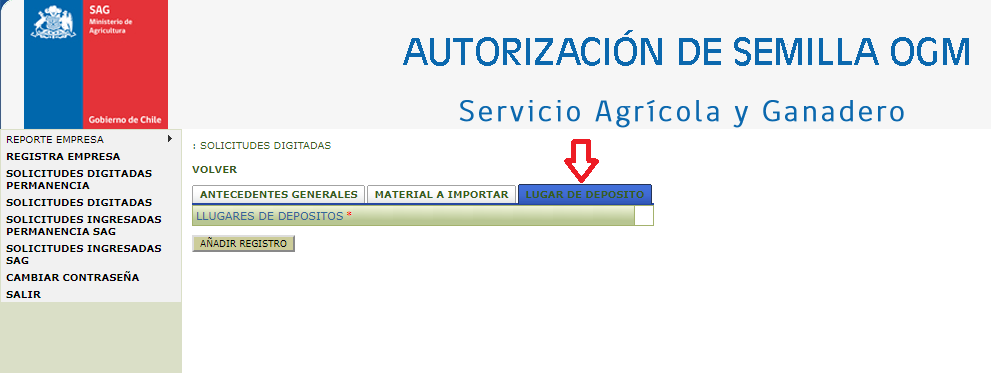 SAG
Ministerio de
Agricultura
Gobierno de Chile
AUTORIZACIÓN DE SEMILLA OGM
Servicio Agrícola y Ganadero
REPORTE EMPRESA
REGISTRA EMPRESA
SOLICITUDES DIGITADAS
PERMANENCIA
SOLICITUDES DIGITADAS
SOLICITUDES INGRESADAS
PERMANENCIA SAG
SOLICITUDES INGRESADAS
SAG
CAMBIAR CONTRASEÑA
SALIR
: SOLICITUDES DIGITADAS
VOLVER
ANTECEDENTES GENERALES MATERIAL A IMPORTAR LUGAR DE DEPOSITO
LLUGARES DE DEPOSITOS *
AÑADIR REGISTRO